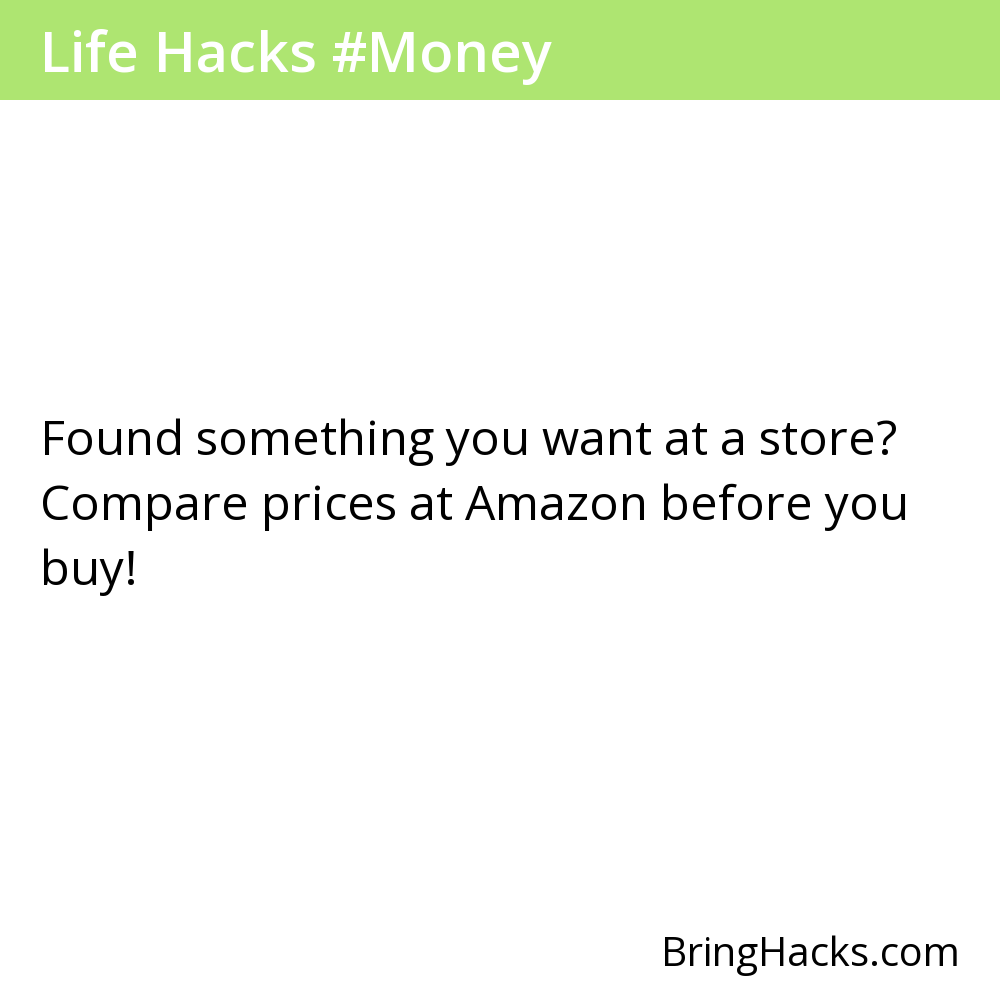 Life Hacks #Money
Found something you want at a store?
Compare prices at Amazon before you
buy!
BringHacks.com